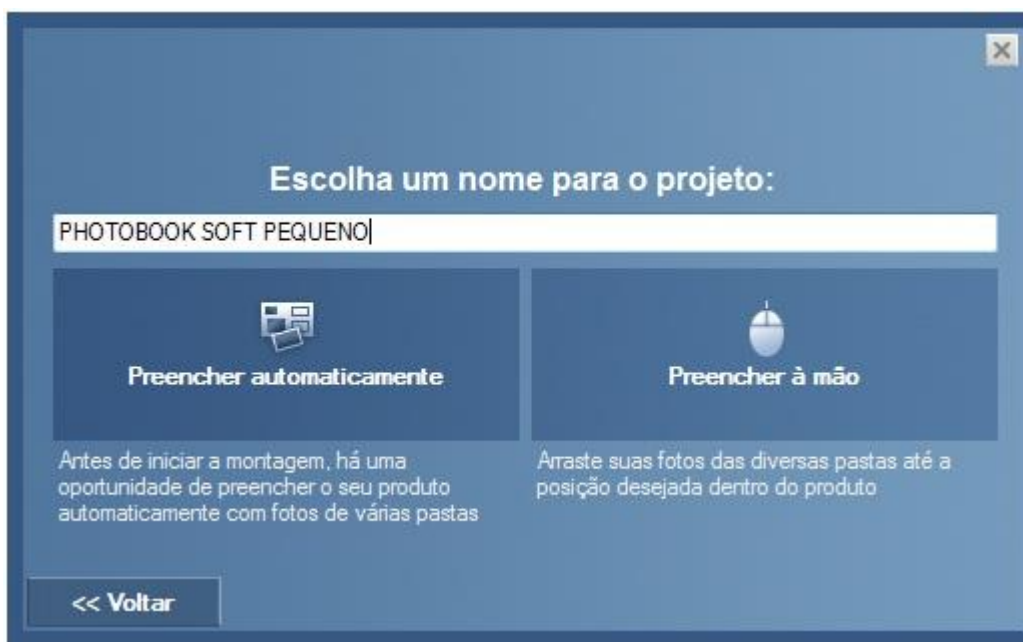 Escolha um nome para o projeto:
PHOTOBOOK SOFT PEQUENO
Preencher automaticamente
Antes de iniciar a montagem, há uma
oportunidade de preencher o seu produto
automaticamente com fotos de várias pastas
Preencher à mão
Arraste suas fotos das diversas pastas até a
posição desejada dentro do produto
<< Voltar